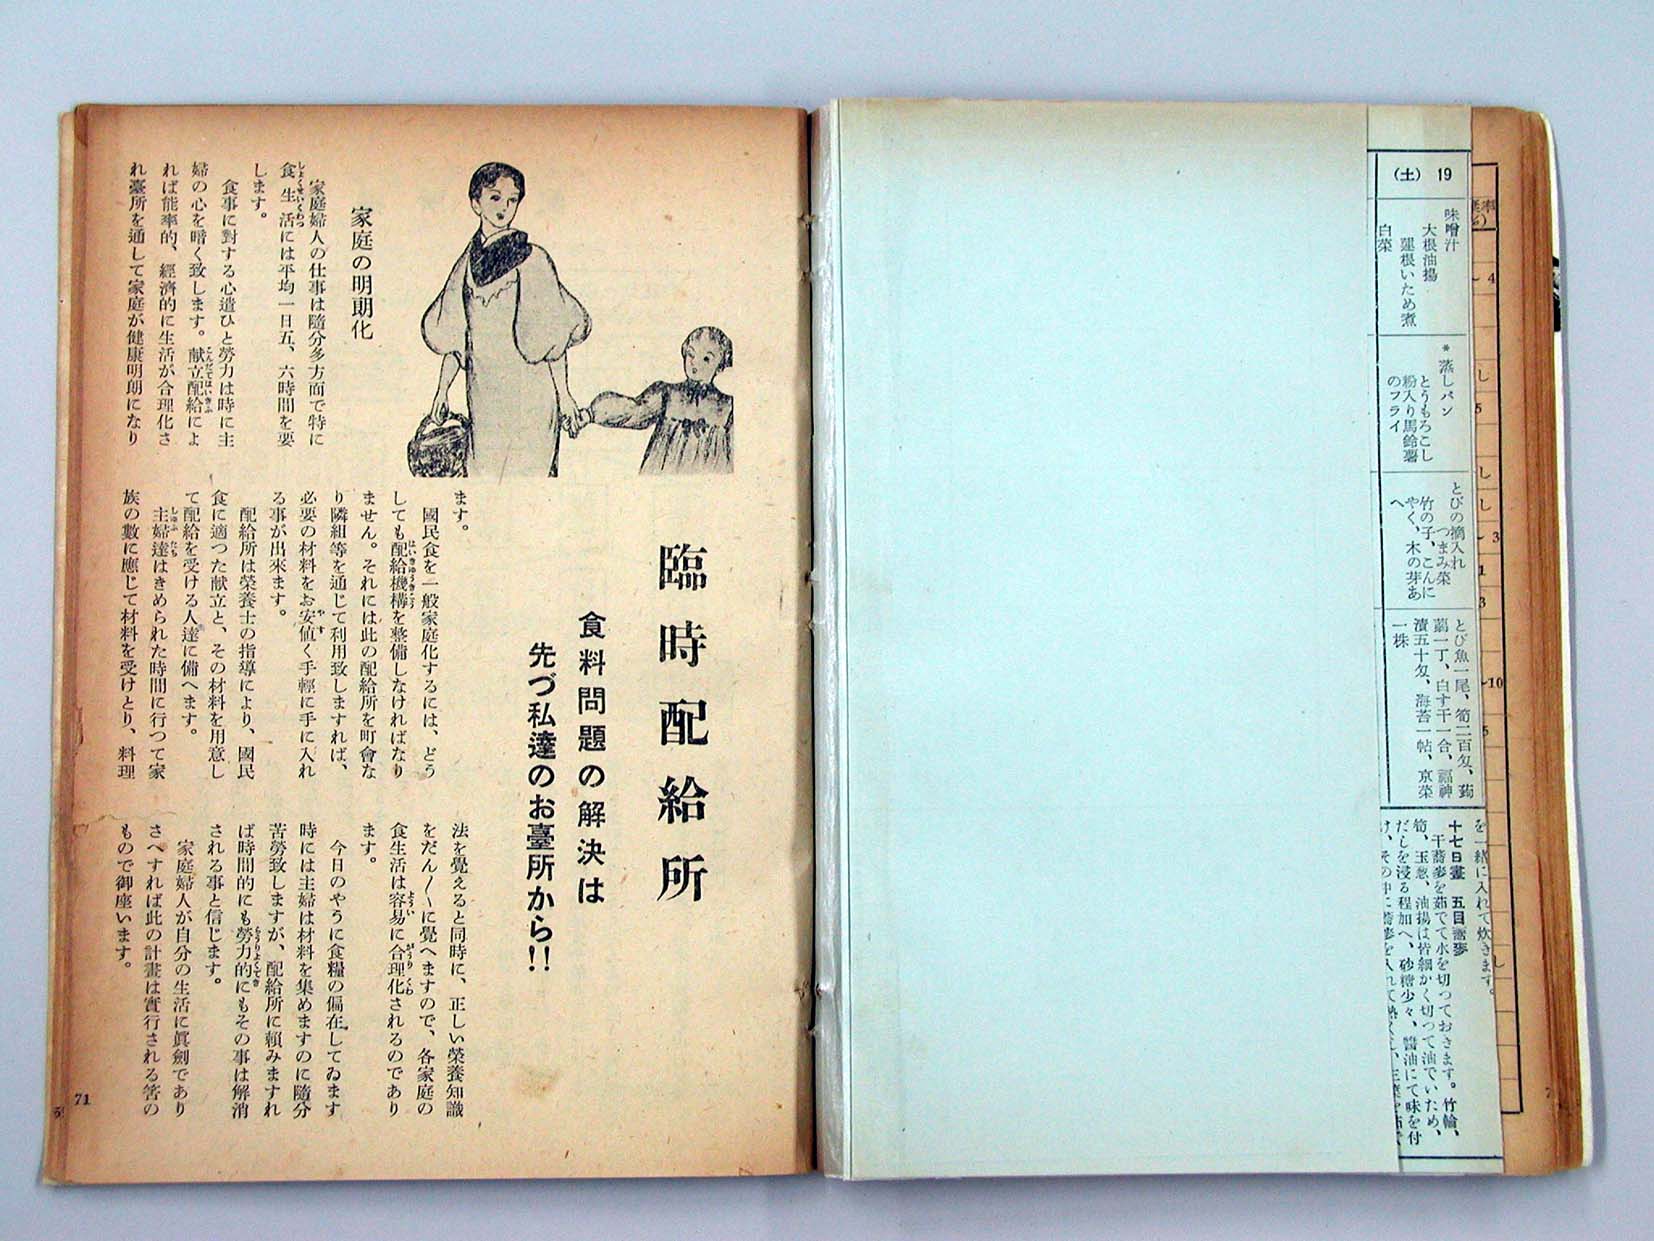 臨時配給所
食料問題の解決は
先づ私達のお臺所から!!
家庭の明朗化
家庭婦人の仕事は隨分多方面で特に
食生活には平均一日五、六時間を要
します。
食事に對する心遣ひと勞力は時に主
婦の心を暗く致します。献立配給によ
れば能率的、經濟的に生活が合理化さ
れ臺所を通して家庭が健康明朗になり
ます。
國民食を一般家庭化するには、どう
しても配給機構を整備しなければなり
ません。それには此の配給所を町會な
り隣組等を通じて利用致しますれば、
必要の材料をお安値く手輕に手に入れ
る事が出來ます。
配給所は榮養士の指導により、國民
食に適つた献立と、その材料を用意し
て配給を受ける人達に備へます。
主婦達はきめられた時間に行つて家
族の數に應じて材料を受けとり、料理
法を覺えると同時に、正しい榮養知識
をだん〱に覺へますので、各家庭の
食生活は容易に合理化されるのであり
ます。
今日のやうに食糧の偏在してゐます
時には主婦は材料を集めますのに隨分
苦勞致しますが、配給所に賴みますれ
ば時間的にも勞力的にもその事は解消
される事と信じます。
家庭婦人が自分の生活に眞劍であり
さへすれば此の計畫は實行される筈の
もので御座います。
71
19 (土)
味噌汁
大根油揚
蓮根いため煮
白菜
*蒸しパン
とうもろこし
粉入り馬鈴薯
のフライ
とびの摘入れ
つまみ菜
竹の子、こんに
やく、木の芽あ
へ
とび魚一尾、筍二百匁、蒟
蒻一丁、白す干一合、福神
漬五十匁、海苔一帖、京菜
一株
を一緒に入れて炊きます。
十七日晝 五目蕎麥
干蕎麥を茹でて水を切つておきます。竹輪、
筍、玉葱、油揚は皆細かく切つて油でいため、
だしを浸る程加へ、砂糖少々、醬油にて味を付
け、その中に蕎麥を入れて